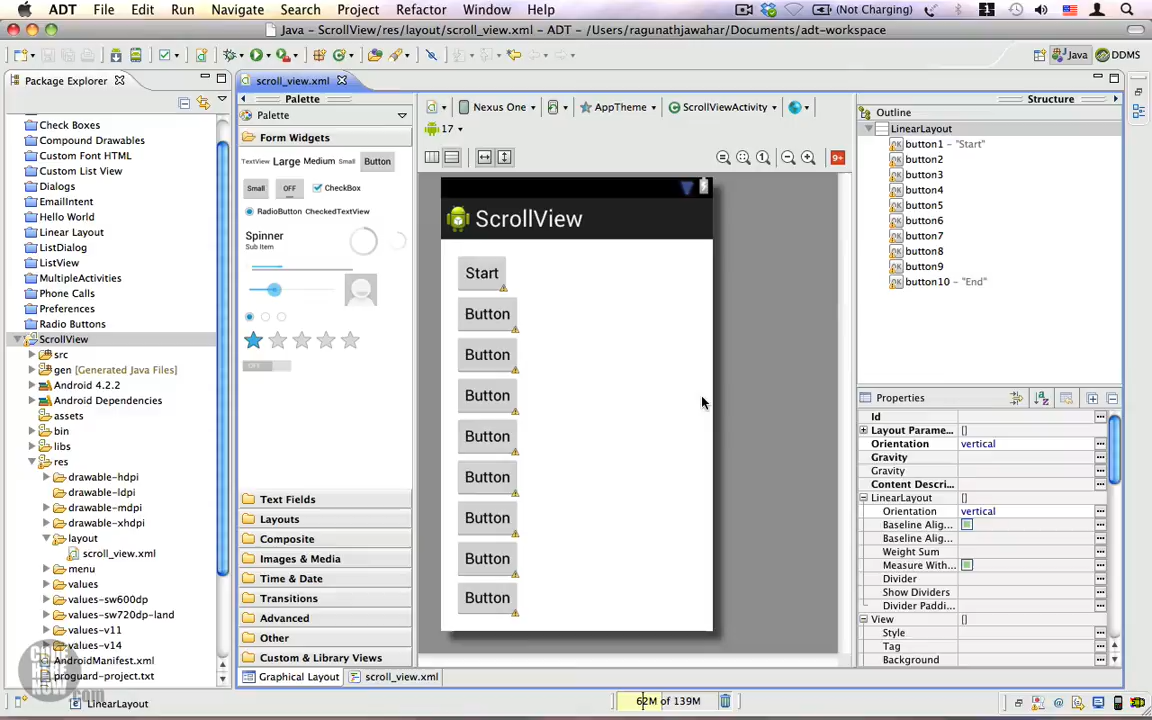 ADT File Edit Run Navigate Search Project Refactor Window Help (Not Charging) 1
Java – ScrollView/res/layout/scroll_view.xml – ADT – /Users/ragunathjawahar/Documents/adt-workspace
Java DDMS
Package Explorer
Check Boxes
Compound Drawables
Custom Font HTML
Custom List View
Dialogs
EmailIntent
Hello World
Linear Layout
ListDialog
ListView
MultipleActivities
Phone Calls
Preferences
Radio Buttons
ScrollView
src
gen [Generated Java Files]
Android 4.2.2
Android Dependencies
assets
bin
libs
res
drawable-hdpi
drawable-ldpi
drawable-mdpi
drawable-xhdpi
layout
scroll_view.xml
menu
values
values-sw600dp
values-sw720dp-land
values-v11
values-v14
AndroidManifest.xml
proguard-project.txt
LinearLayout
scroll_view.xml
Palette
Palette
Form Widgets
TextView Large Medium Small Button
Small OFF CheckBox
RadioButton CheckedTextView
Spinner
Sub Item
OFF
Text Fields
Layouts
Composite
Images & Media
Time & Date
Transitions
Advanced
Other
Custom & Library Views
Graphical Layout scroll_view.xml
Nexus One AppTheme ScrollViewActivity
17
9+
ScrollView
Start
Button
Button
Button
Button
Button
Button
Button
Button
62M of 139M
Structure
Outline
LinearLayout
button1 – "Start"
button2
button3
button4
button5
button6
button7
button8
button9
button10 – "End"
Properties
Id
Layout Parame... []
Orientation vertical
Gravity
Gravity
Content Descri...
LinearLayout []
Orientation vertical
Baseline Alig...
Baseline Alig...
Weight Sum
Measure With...
Divider
Show Dividers
Divider Paddi...
View []
Style
Tag
Background